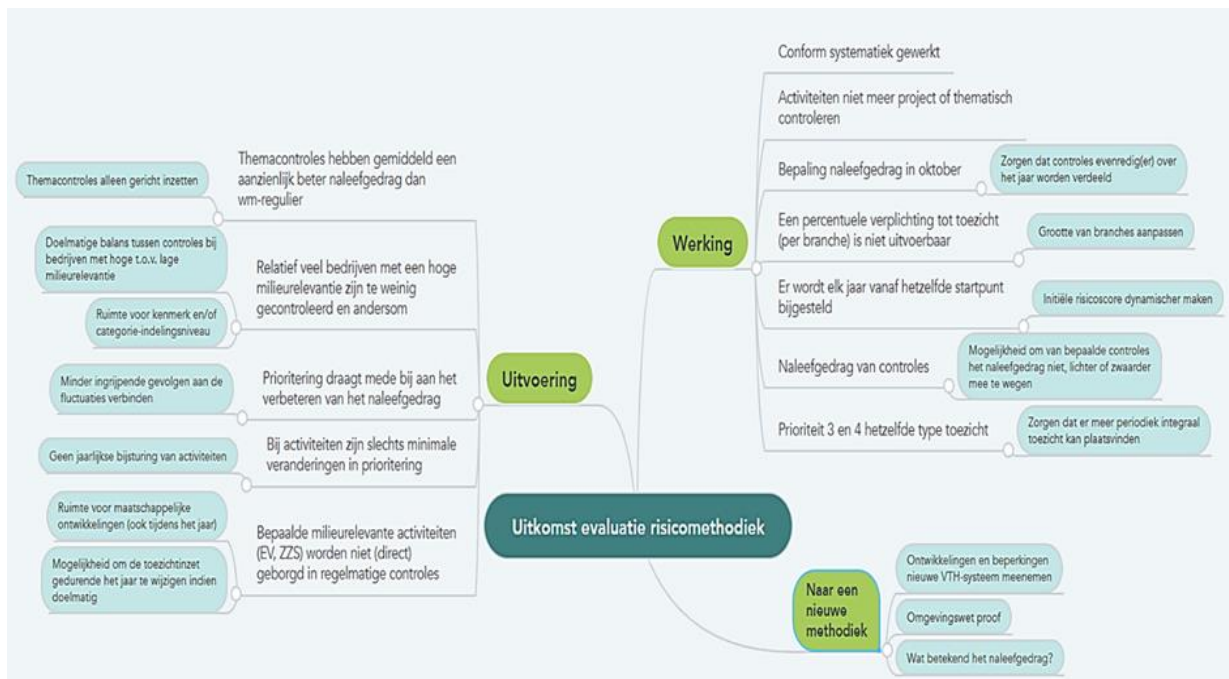 Uitkomst evaluatie risicomethodiek
Werking
Conform systematiek gewerkt
Activiteiten niet meer project of thematisch
controleren
Bepaling naleefgedrag in oktober
Zorgen dat controles evenredig(er) over
het jaar worden verdeeld
Een percentuele verplichting tot toezicht
(per branche) is niet uitvoerbaar
Grootte van branches aanpassen
Er wordt elk jaar vanaf hetzelfde startpunt
bijgesteld
Initiële risicoscore dynamischer maken
Naleefgedrag van controles
Mogelijkheid om van bepaalde controles
het naleefgedrag niet, lichter of zwaarder
mee te wegen
Prioriteit 3 en 4 hetzelfde type toezicht
Zorgen dat er meer periodiek integraal
toezicht kan plaatsvinden
Uitvoering
Themacontroles hebben gemiddeld een
aanzienlijk beter naleefgedrag dan
wm-regulier
Themacontroles alleen gericht inzetten
Relatief veel bedrijven met een hoge
milieurelevantie zijn te weinig
gecontroleerd en andersom
Doelmatige balans tussen controles bij
bedrijven met hoge t.o.v. lage
milieurelevantie
Ruimte voor kenmerk en/of
categorie-indelingsniveau
Prioritering draagt mede bij aan het
verbeteren van het naleefgedrag
Minder ingrijpende gevolgen aan de
fluctuaties verbinden
Bij activiteiten zijn slechts minimale
veranderingen in prioritering
Geen jaarlijkse bijsturing van activiteiten
Bepaalde milieurelevante activiteiten
(EV, ZZS) worden niet (direct)
geborgd in regelmatige controles
Ruimte voor maatschappelijke
ontwikkelingen (ook tijdens het jaar)
Mogelijkheid om de toezichtinzet
gedurende het jaar te wijzigen indien
doelmatig
Naar een
nieuwe
methodiek
Ontwikkelingen en beperkingen
nieuwe VTH-systeem meenemen
Omgevingswet proof
Wat betekend het naleefgedrag?